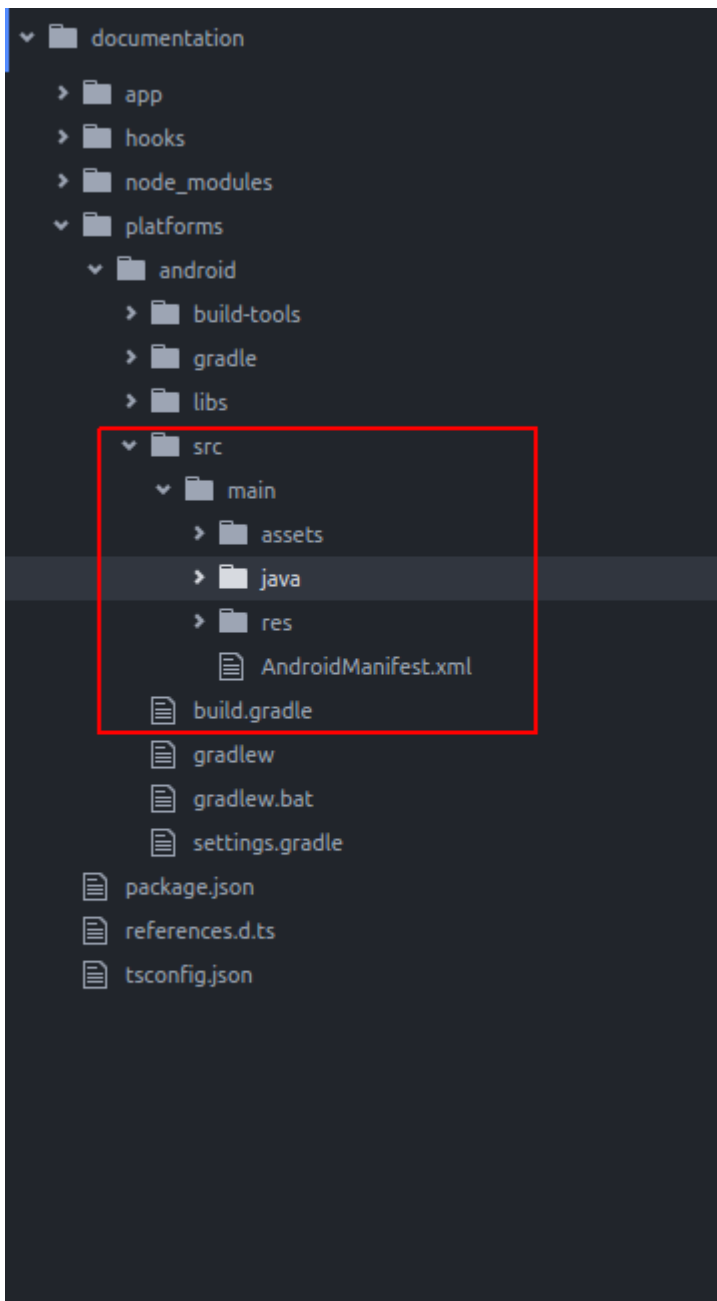 documentation
app
hooks
node_modules
platforms
android
build-tools
gradle
libs
src
main
assets
java
res
AndroidManifest.xml
build.gradle
gradlew
gradlew.bat
settings.gradle
package.json
references.d.ts
tsconfig.json